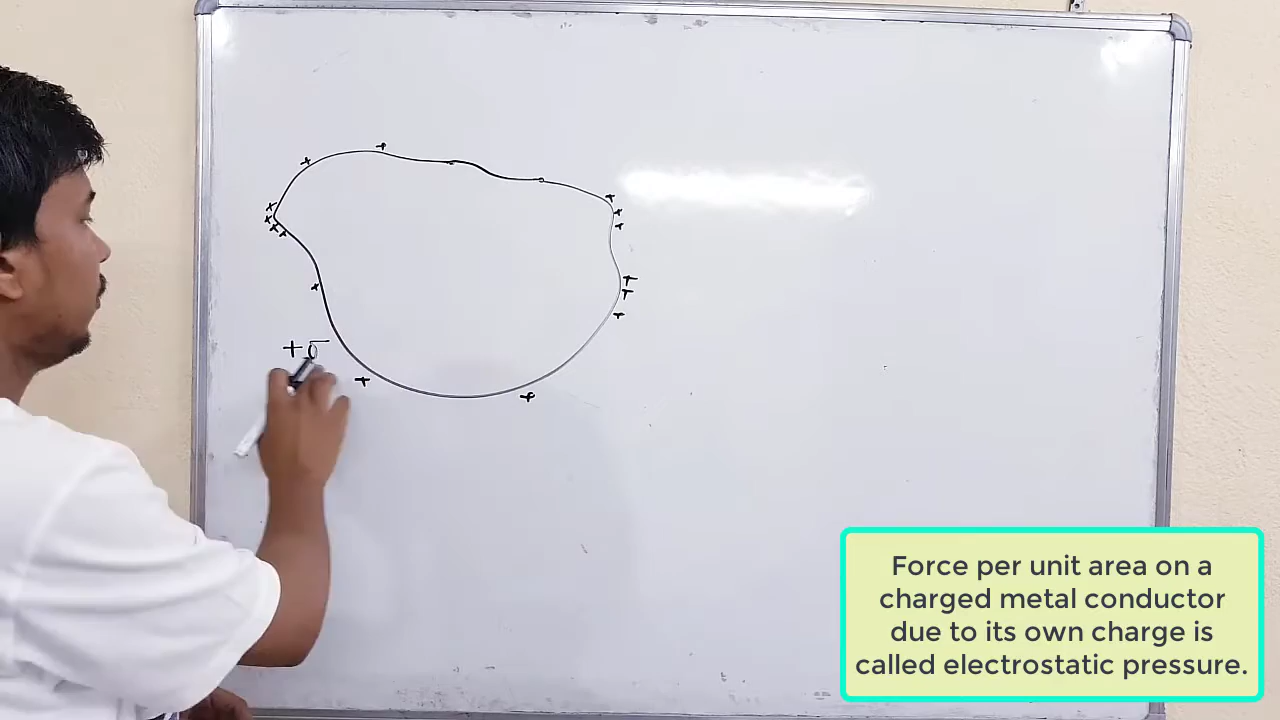 +σ
Force per unit area on a
charged metal conductor
due to its own charge is
called electrostatic pressure.